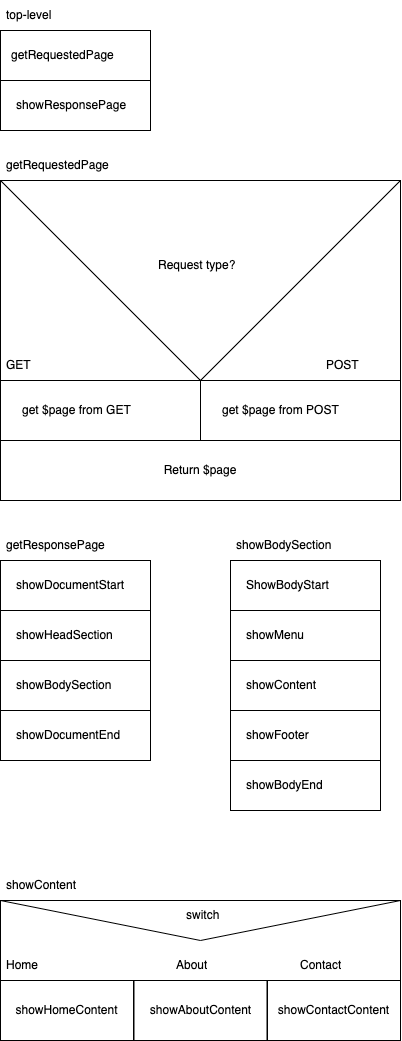 top-level
getRequestedPage
showResponsePage
getRequestedPage
Request type?
GET
POST
get $page from GET
get $page from POST
Return $page
getResponsePage
showDocumentStart
showHeadSection
showBodySection
showDocumentEnd
showBodySection
ShowBodyStart
showMenu
showContent
showFooter
showBodyEnd
showContent
switch
Home
About
Contact
showHomeContent
showAboutContent
showContactContent